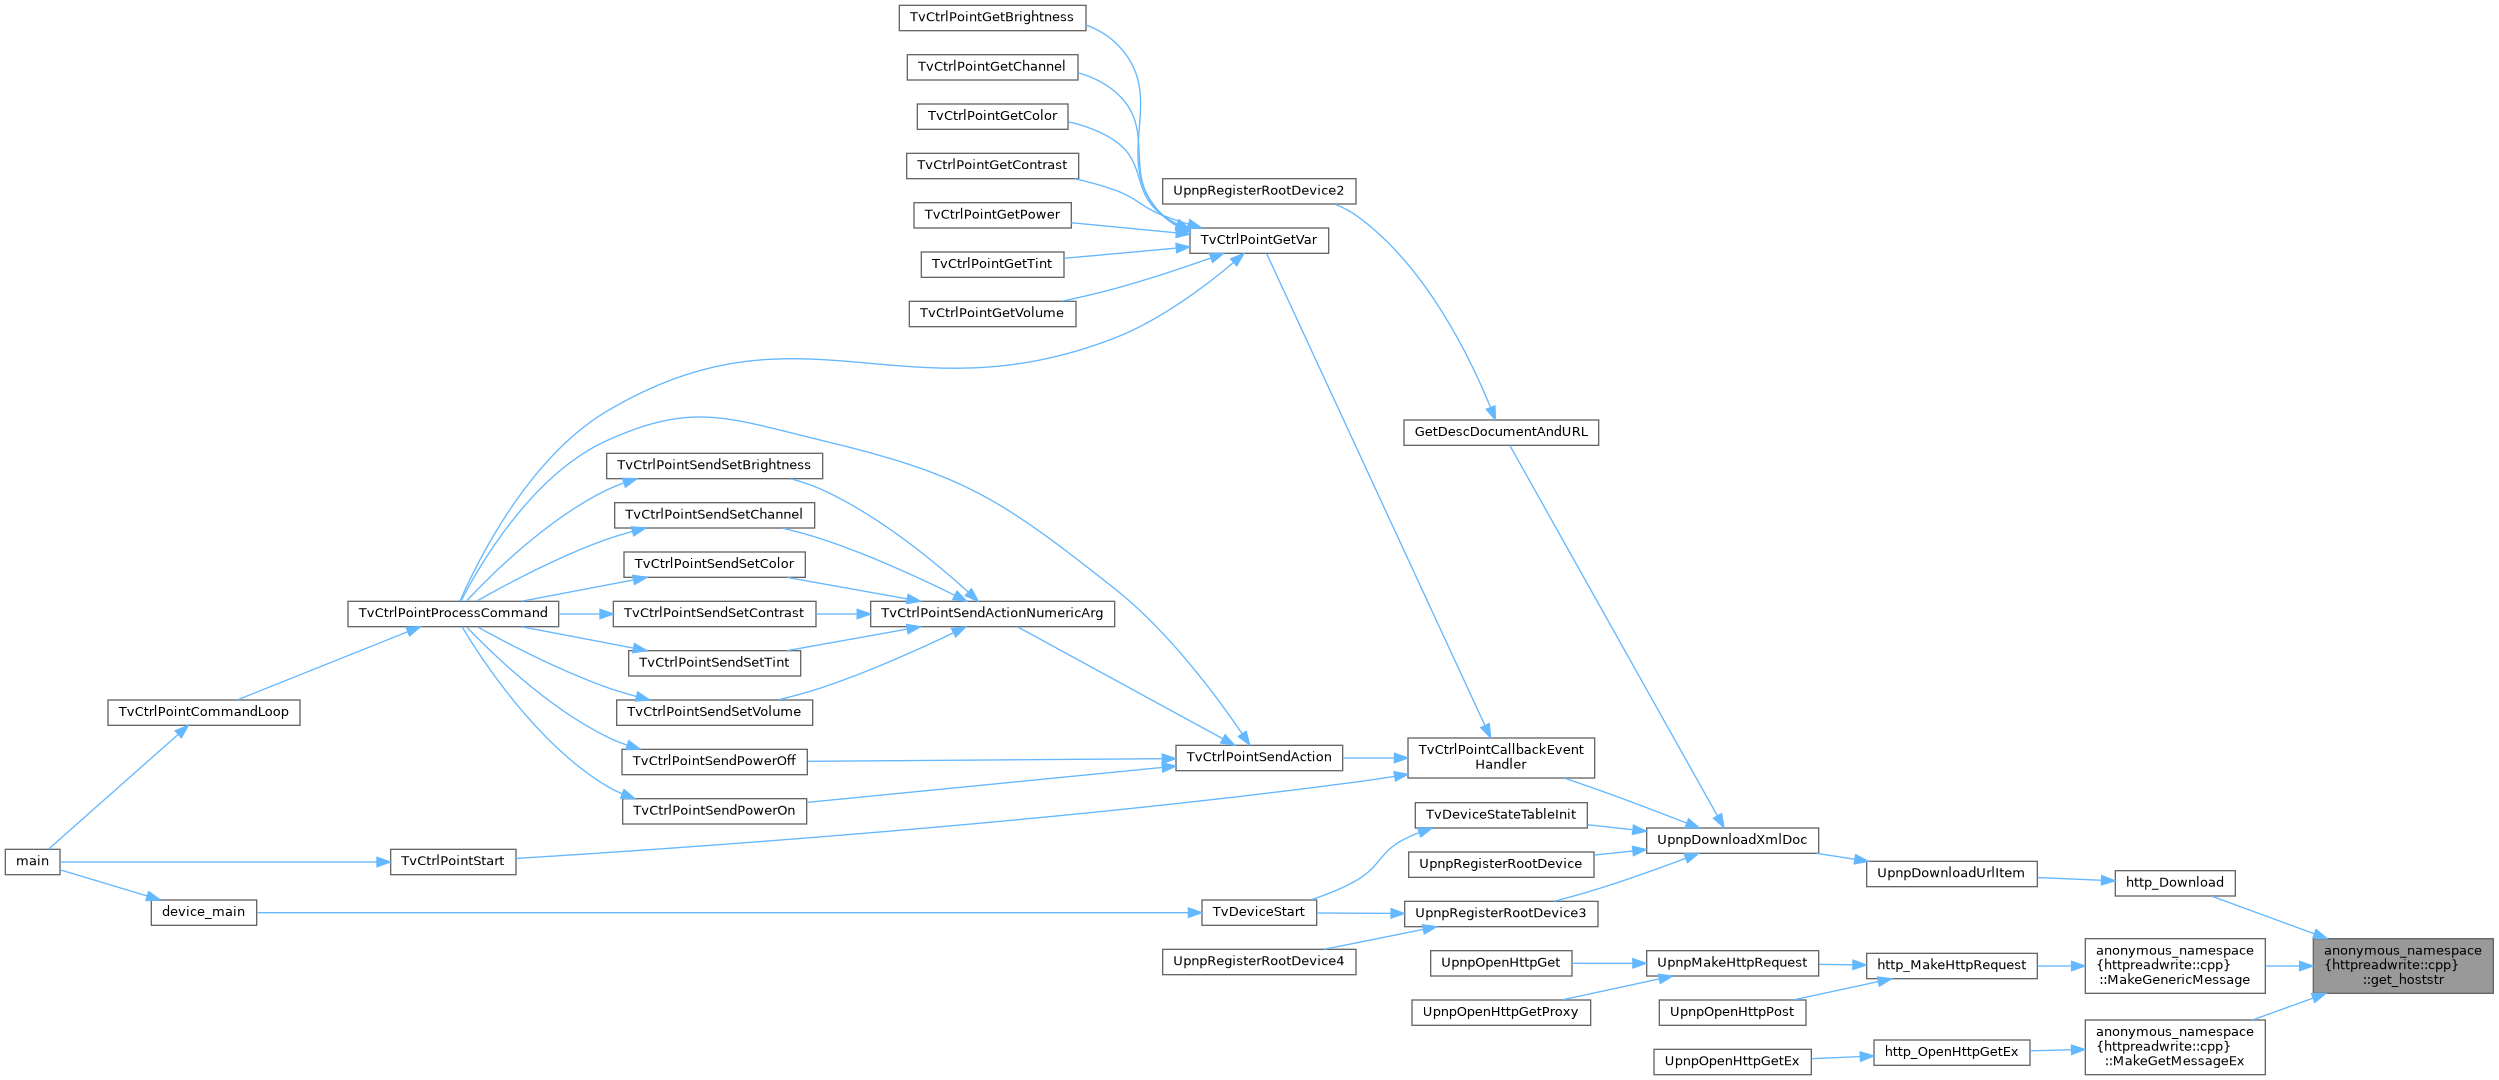 TvCtrlPointGetBrightness
TvCtrlPointGetChannel
TvCtrlPointGetColor
TvCtrlPointGetContrast
UpnpRegisterRootDevice2
TvCtrlPointGetPower
TvCtrlPointGetVar
TvCtrlPointGetTint
TvCtrlPointGetVolume
GetDescDocumentAndURL
TvCtrlPointSendSetBrightness
TvCtrlPointSendSetChannel
TvCtrlPointSendSetColor
TvCtrlPointProcessCommand
TvCtrlPointSendSetContrast
TvCtrlPointSendActionNumericArg
TvCtrlPointSendSetTint
TvCtrlPointCommandLoop
TvCtrlPointSendSetVolume
TvCtrlPointSendPowerOff
TvCtrlPointSendAction
TvCtrlPointCallbackEvent
Handler
TvCtrlPointSendPowerOn
TvDeviceStateTableInit
UpnpDownloadXmlDoc
main
TvCtrlPointStart
UpnpRegisterRootDevice
UpnpDownloadUrlItem
http_Download
device_main
TvDeviceStart
UpnpRegisterRootDevice3
UpnpRegisterRootDevice4
UpnpOpenHttpGet
UpnpMakeHttpRequest
http_MakeHttpRequest
anonymous_namespace
{httpreadwrite::cpp}
::MakeGenericMessage
anonymous_namespace
{httpreadwrite::cpp}
::get_hoststr
UpnpOpenHttpGetProxy
UpnpOpenHttpPost
UpnpOpenHttpGetEx
http_OpenHttpGetEx
anonymous_namespace
{httpreadwrite::cpp}
::MakeGetMessageEx